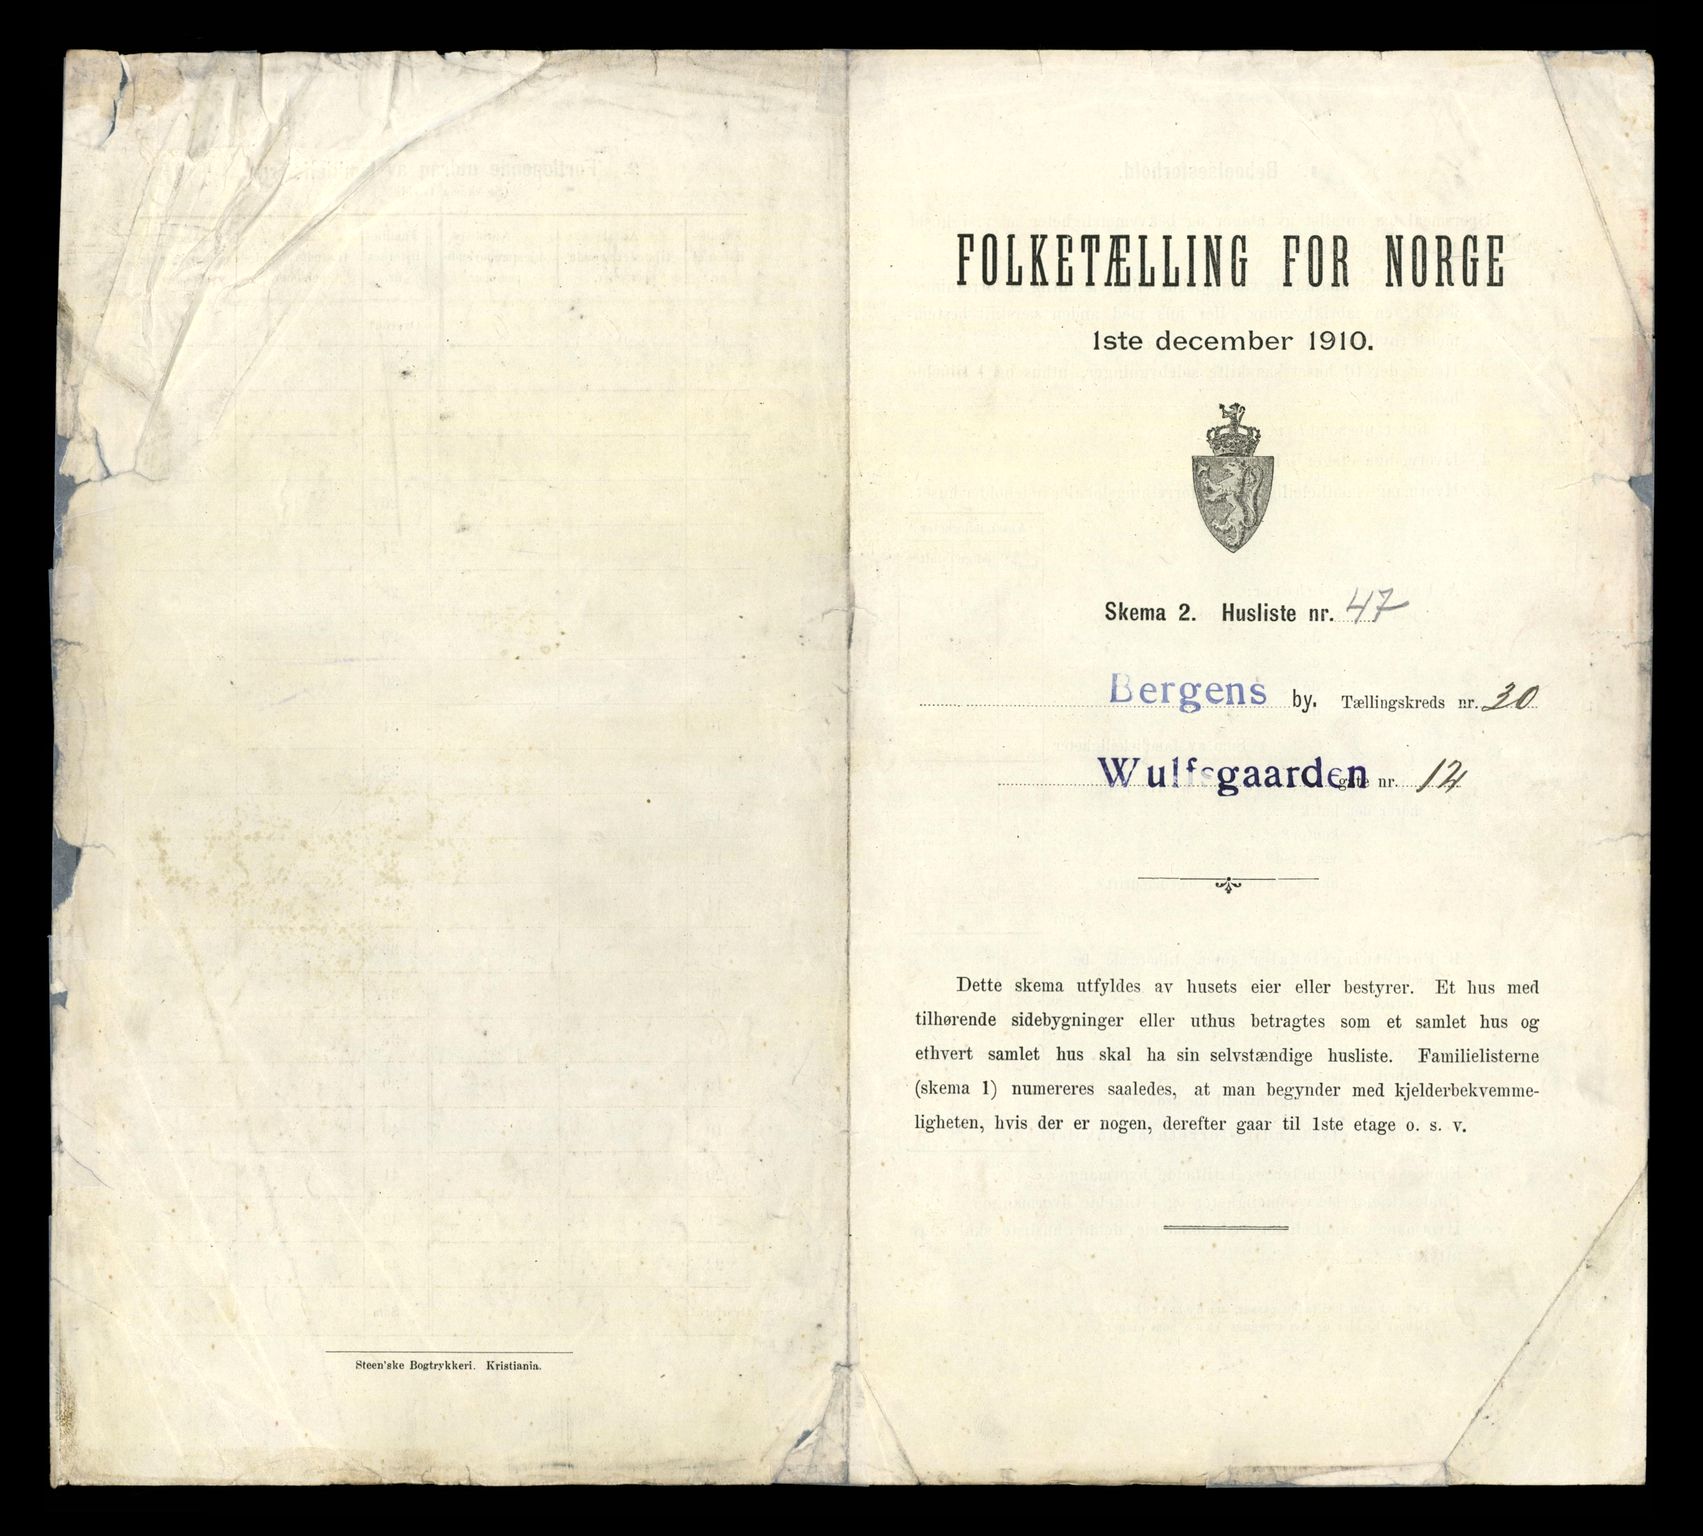 FOLKETÆLLING FOR NORGE
1ste december 1910.
Skema 2. Husliste nr. 47
Bergens by. Tællingskreds nr. 30
Wulfsgaarden gate nr. 12
Dette skema utfyldes av husets eier eller bestyrer. Et hus med
tilhørende sidebygninger eller uthus betragtes som et samlet hus og
ethvert samlet hus skal ha sin selvstændige husliste. Familielisterne
(skema 1) numereres saaledes, at man begynder med kjelderbekvemme-
ligheten, hvis der er nogen, derefter gaar til 1ste etage o. s. v.
Steen'ske Bogtrykkeri. Kristiania.